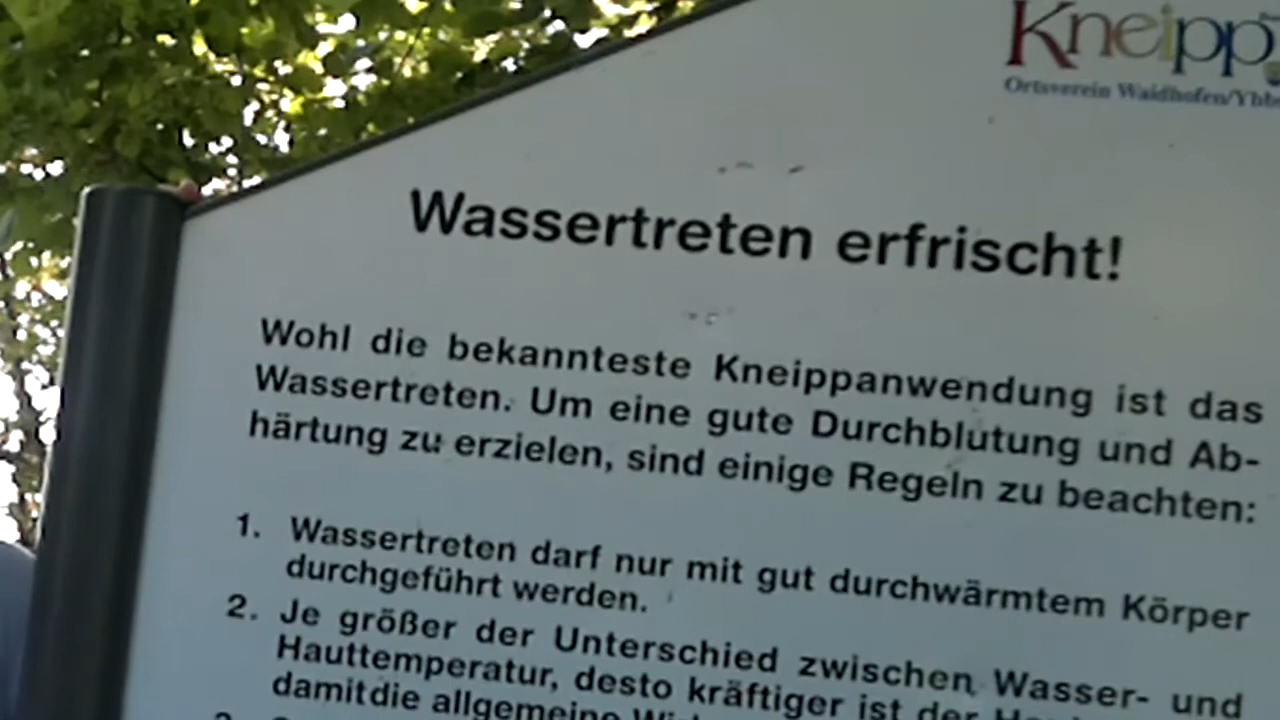 Kneipp
Ortsverein Waidhofen/Ybbs
Wassertreten erfrischt!
Wohl die bekannteste Kneippanwendung ist das
Wassertreten. Um eine gute Durchblutung und Ab-
härtung zu erzielen, sind einige Regeln zu beachten:
1. Wassertreten darf nur mit gut durchwärmtem Körper
durchgeführt werden.
2. Je größer der Unterschied zwischen Wasser- und
Hauttemperatur, desto kräftiger ist der
damit die allgemeine